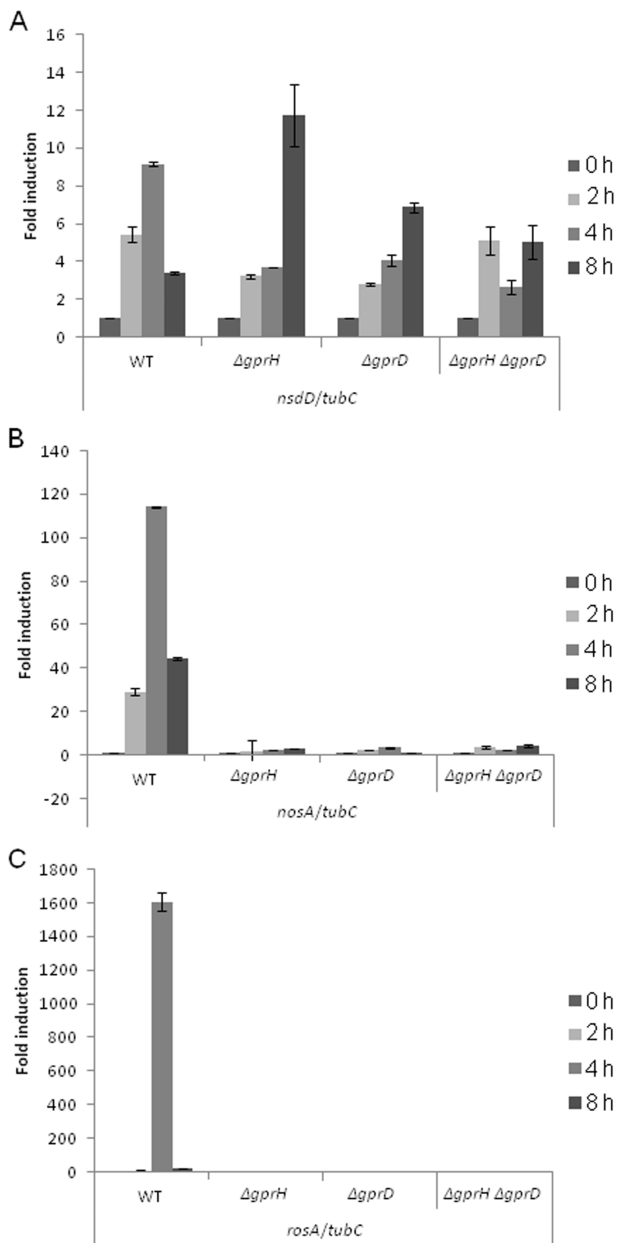 A
16
14
12
10
8
6
4
2
0
Fold induction
WT
ΔgprH
ΔgprD
ΔgprH ΔgprD
nsdD/tubC
0 h
2 h
4 h
8 h
B
140
120
100
80
60
40
20
0
-20
Fold induction
WT
ΔgprH
ΔgprD
ΔgprH ΔgprD
nosA/tubC
0 h
2 h
4 h
8 h
C
1800
1600
1400
1200
1000
800
600
400
200
0
Fold induction
WT
ΔgprH
ΔgprD
ΔgprH ΔgprD
rosA/tubC
0 h
2 h
4 h
8 h